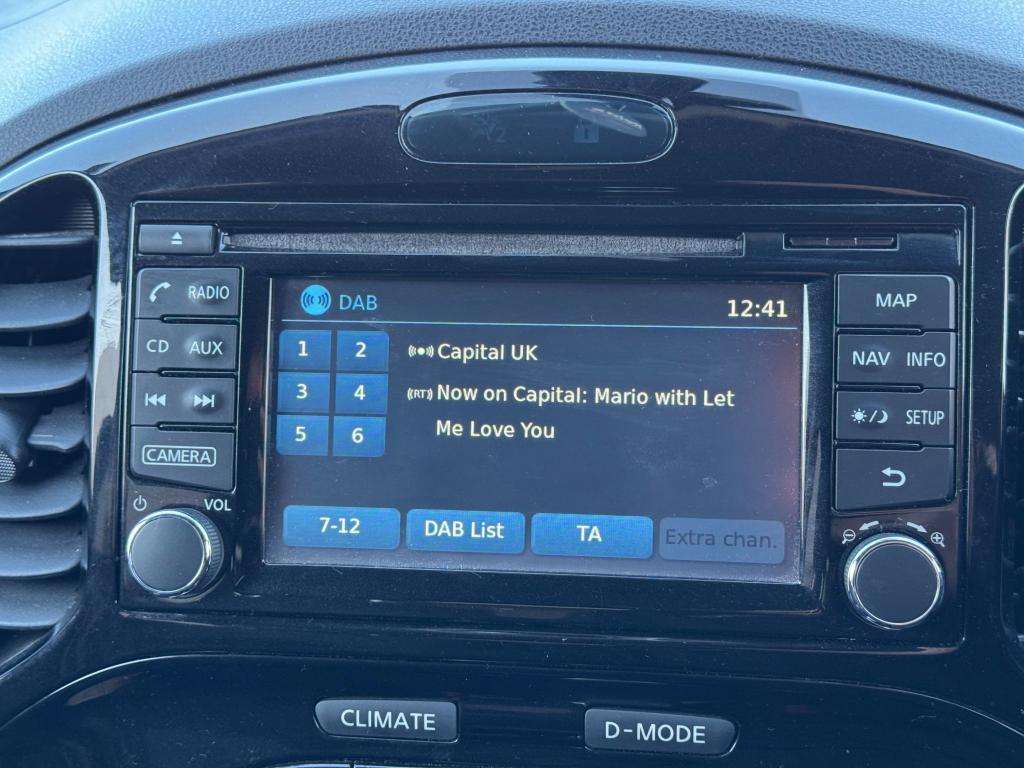 RADIO
CD AUX
CAMERA
VOL
DAB 12:41
1 2
3 4
5 6
Capital UK
(RT) Now on Capital: Mario with Let
Me Love You
7-12 DAB List TA Extra chan.
MAP
NAV INFO
SETUP
CLIMATE
D-MODE